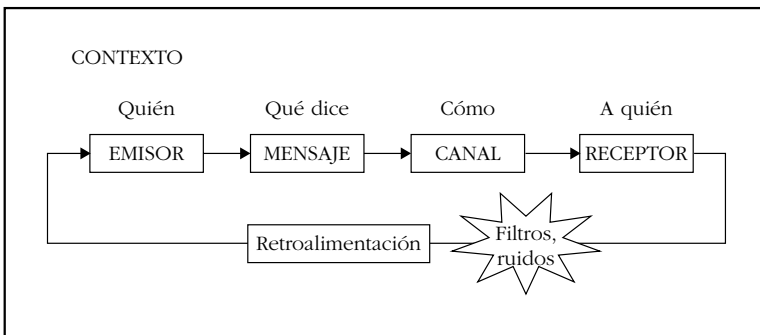 CONTEXTO
Quién Qué dice Cómo A quién
EMISOR MENSAJE CANAL RECEPTOR
Retroalimentación
Filtros,
ruidos